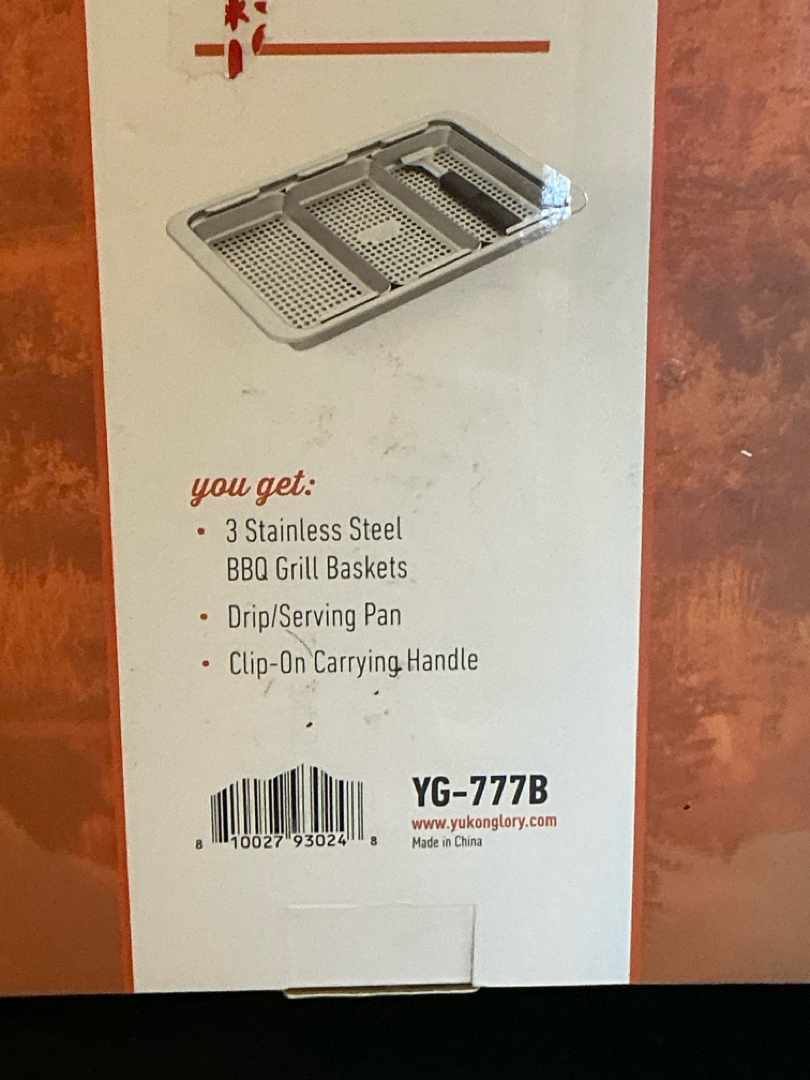 you get:
• 3 Stainless Steel
BBQ Grill Baskets
• Drip/Serving Pan
• Clip-On Carrying Handle
YG-777B
www.yukonglory.com
Made in China
8 10027 93024 8